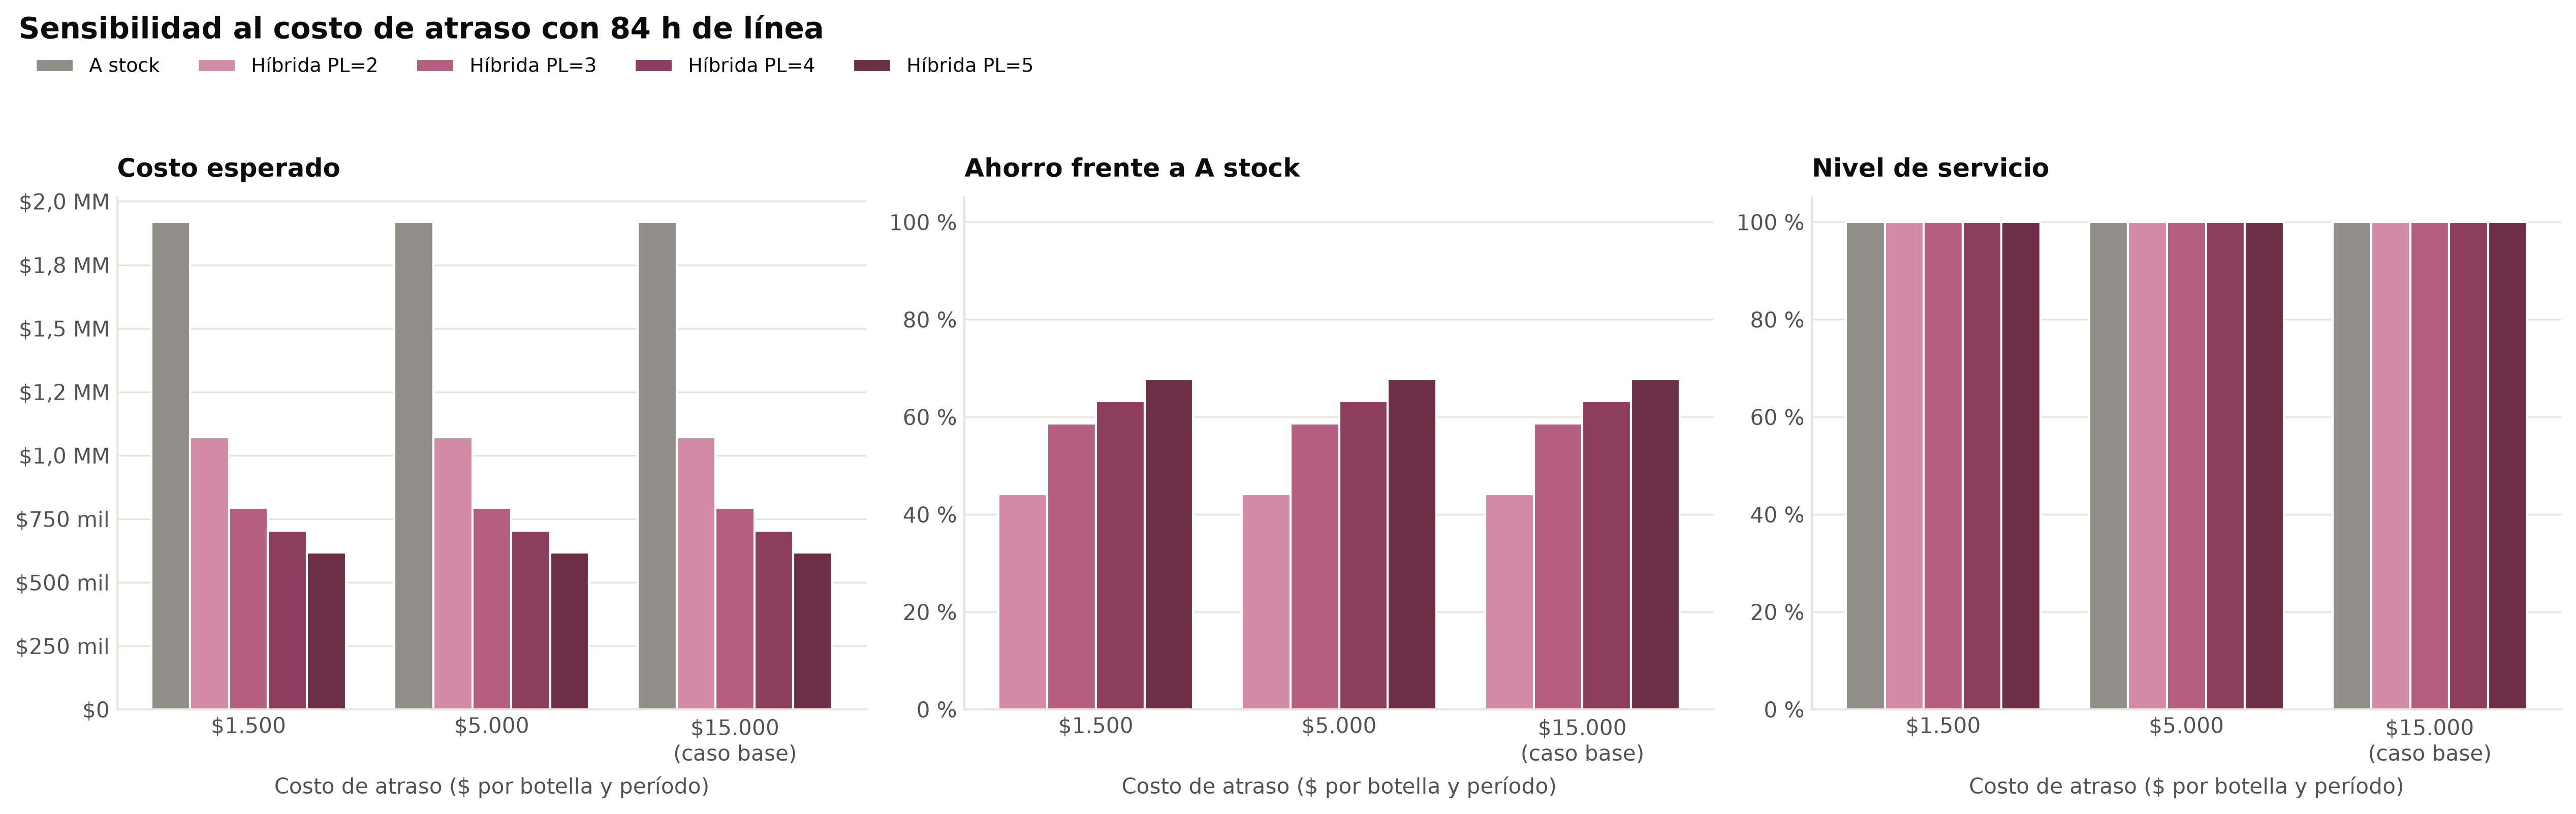 Sensibilidad al costo de atraso con 84 h de línea
A stock
Híbrida PL=2
Híbrida PL=3
Híbrida PL=4
Híbrida PL=5
Costo esperado
$2,0 MM
$1,8 MM
$1,5 MM
$1,2 MM
$1,0 MM
$750 mil
$500 mil
$250 mil
$0
$1.500
$5.000
$15.000
(caso base)
Costo de atraso ($ por botella y período)
Ahorro frente a A stock
100 %
80 %
60 %
40 %
20 %
0 %
$1.500
$5.000
$15.000
(caso base)
Costo de atraso ($ por botella y período)
Nivel de servicio
100 %
80 %
60 %
40 %
20 %
0 %
$1.500
$5.000
$15.000
(caso base)
Costo de atraso ($ por botella y período)